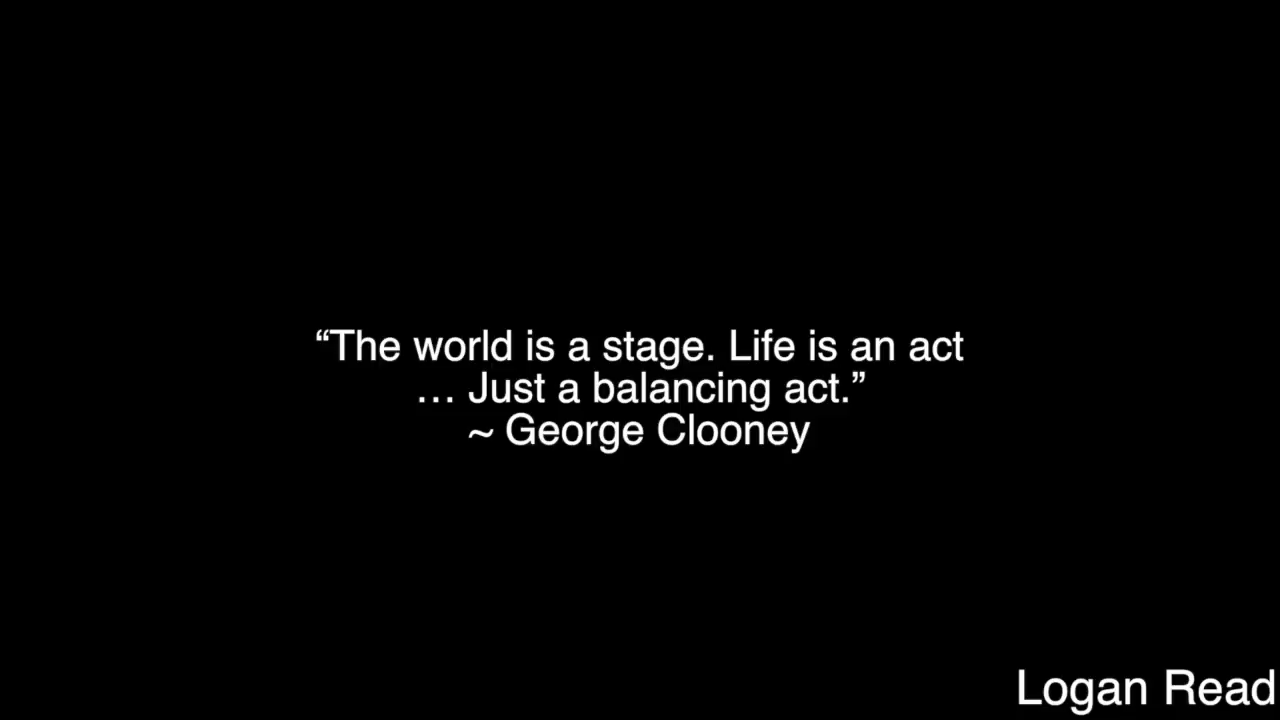 “The world is a stage. Life is an act
… Just a balancing act.”
~ George Clooney
Logan Read